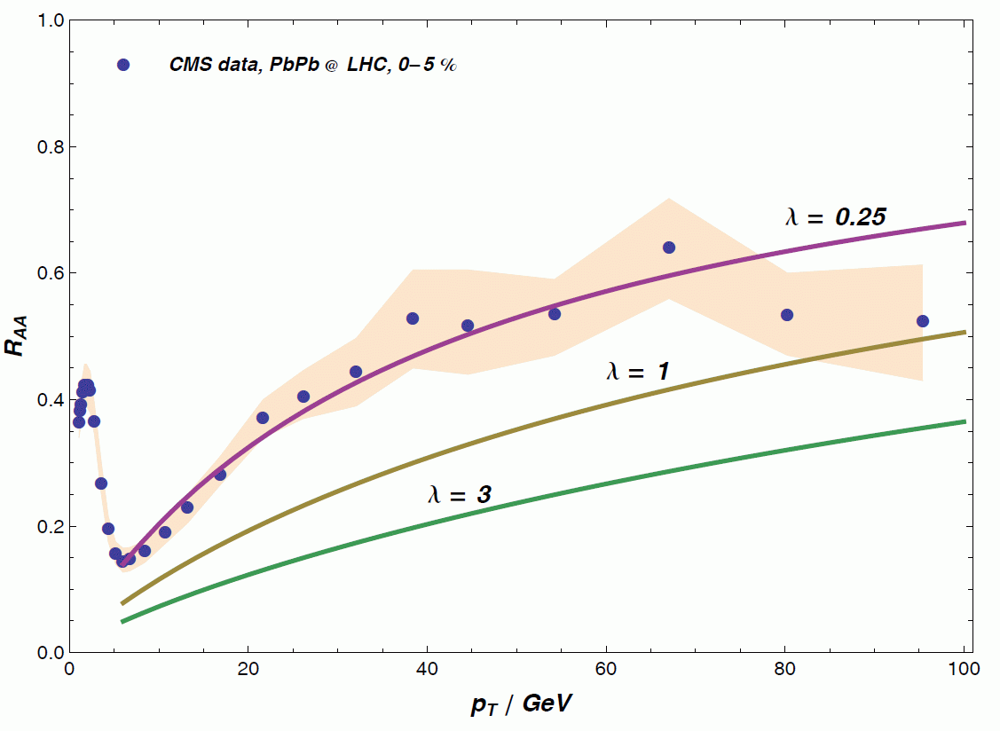 1.0
CMS data, PbPb @ LHC, 0–5 %
0.8
λ = 0.25
0.6
R_AA
λ = 1
0.4
λ = 3
0.2
0.0
0 20 40 60 80 100
p_T / GeV